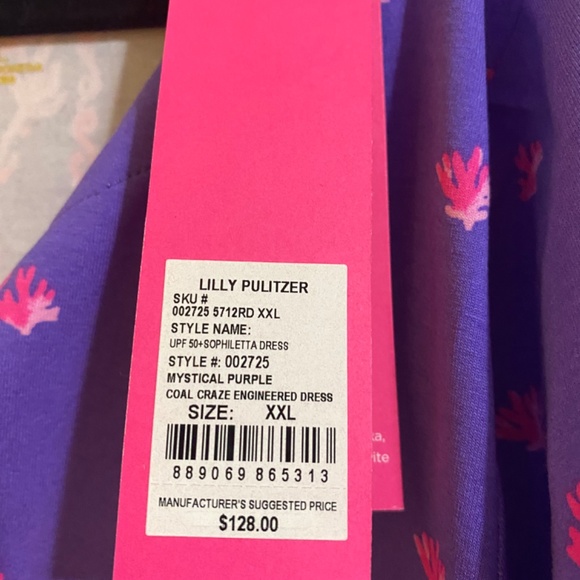 LILLY PULITZER
SKU #
002725 5712RD XXL
STYLE NAME:
UPF 50+SOPHILETTA DRESS
STYLE #: 002725
MYSTICAL PURPLE
COAL CRAZE ENGINEERED DRESS
SIZE: XXL
889069 865313
MANUFACTURER'S SUGGESTED PRICE
$128.00